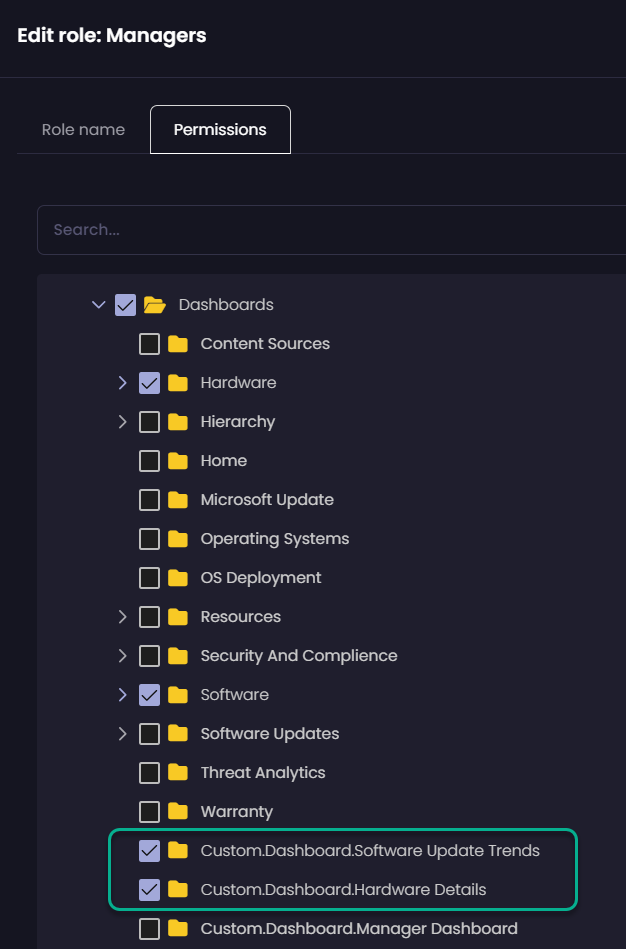 Edit role: Managers
Role name
Permissions
Search...
Dashboards
Content Sources
Hardware
Hierarchy
Home
Microsoft Update
Operating Systems
OS Deployment
Resources
Security And Complience
Software
Software Updates
Threat Analytics
Warranty
Custom.Dashboard.Software Update Trends
Custom.Dashboard.Hardware Details
Custom.Dashboard.Manager Dashboard